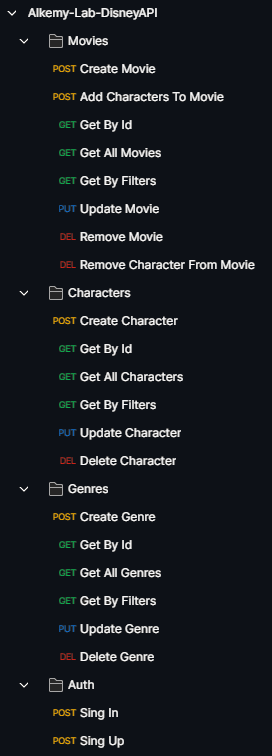 Alkemy-Lab-DisneyAPI
Movies
POST Create Movie
POST Add Characters To Movie
GET Get By Id
GET Get All Movies
GET Get By Filters
PUT Update Movie
DEL Remove Movie
DEL Remove Character From Movie
Characters
POST Create Character
GET Get By Id
GET Get All Characters
GET Get By Filters
PUT Update Character
DEL Delete Character
Genres
POST Create Genre
GET Get By Id
GET Get All Genres
GET Get By Filters
PUT Update Genre
DEL Delete Genre
Auth
POST Sing In
POST Sing Up